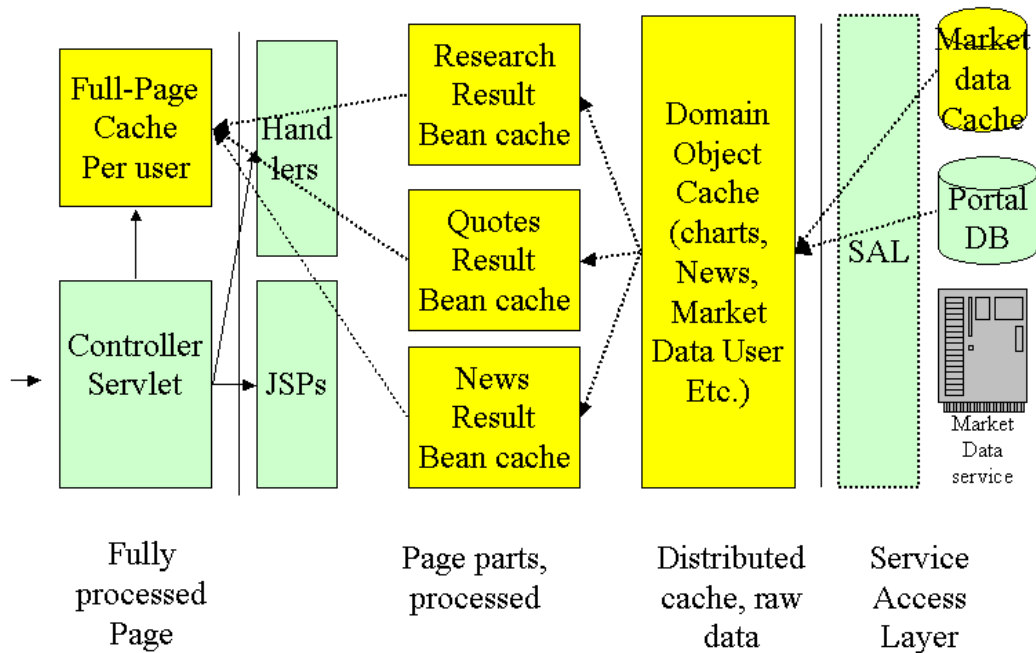 Full-Page
Cache
Per user
Controller
Servlet
Hand
lers
JSPs
Research
Result
Bean cache
Quotes
Result
Bean cache
News
Result
Bean cache
Domain
Object
Cache
(charts,
News,
Market
Data User
Etc.)
SAL
Market
data
Cache
Portal
DB
Market
Data
service
Fully
processed
Page
Page parts,
processed
Distributed
cache, raw
data
Service
Access
Layer